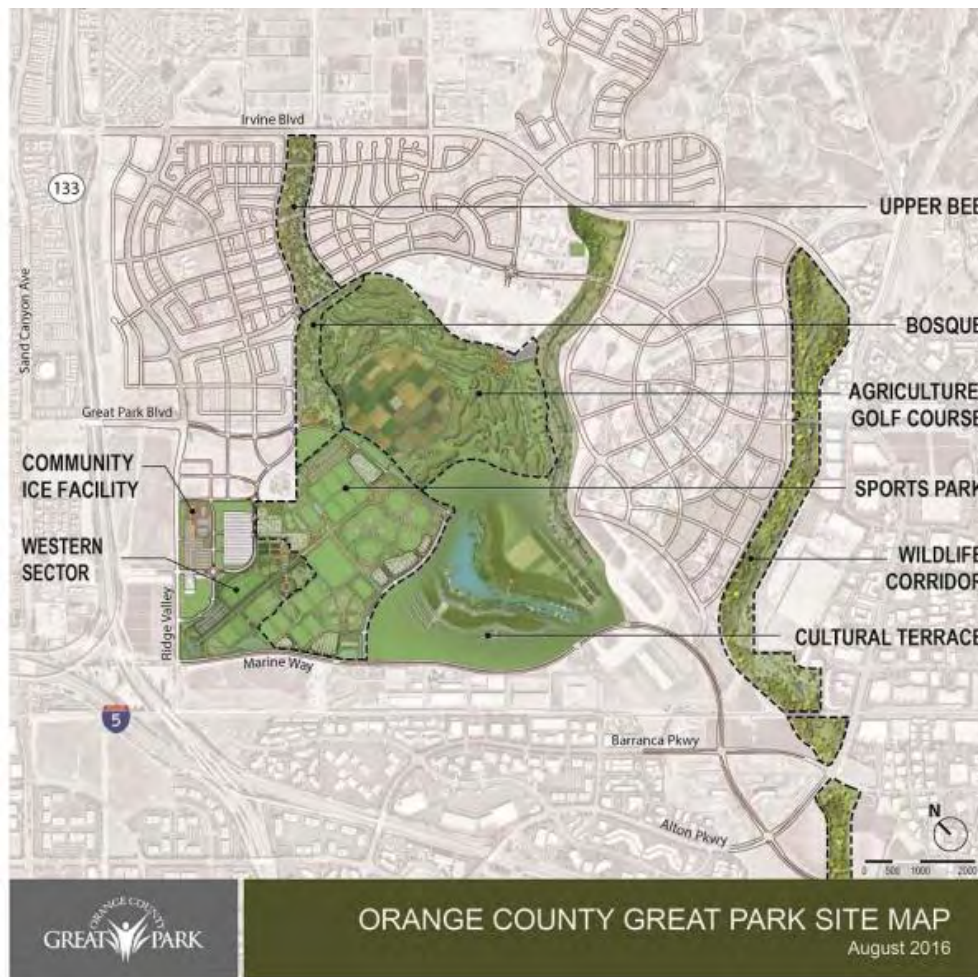 Irvine Blvd
133
UPPER BEE
Sand Canyon Ave
BOSQUE
AGRICULTURE
GOLF COURSE
Great Park Blvd
COMMUNITY
ICE FACILITY
SPORTS PARK
WESTERN
SECTOR
WILDLIFE
CORRIDOR
Ridge Valley
CULTURAL TERRACE
Marine Way
5
Barranca Pkwy
Alton Pkwy
N
0 500 1000 2000
ORANGE COUNTY
GREAT PARK
ORANGE COUNTY GREAT PARK SITE MAP
August 2016